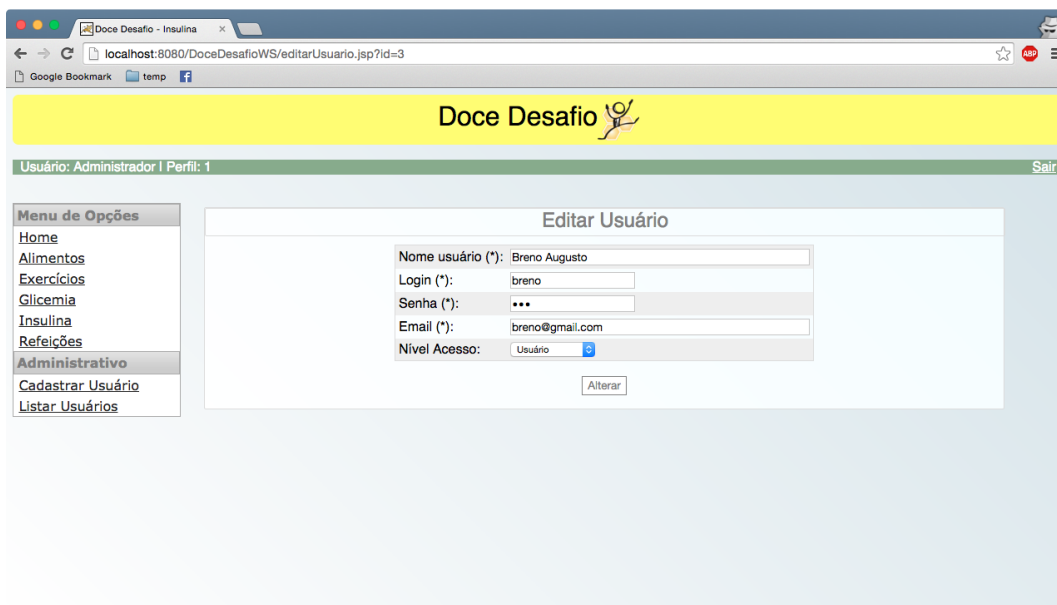 Doce Desafio - Insulina
localhost:8080/DoceDesafioWS/editarUsuario.jsp?id=3
ABP
Google Bookmark temp f
Doce Desafio
Usuário: Administrador | Perfil: 1 Sair
Menu de Opções
Home
Alimentos
Exercícios
Glicemia
Insulina
Refeições
Administrativo
Cadastrar Usuário
Listar Usuários
Editar Usuário
Nome usuário (*): Breno Augusto
Login (*): breno
Senha (*): •••
Email (*): breno@gmail.com
Nível Acesso: Usuário
Alterar